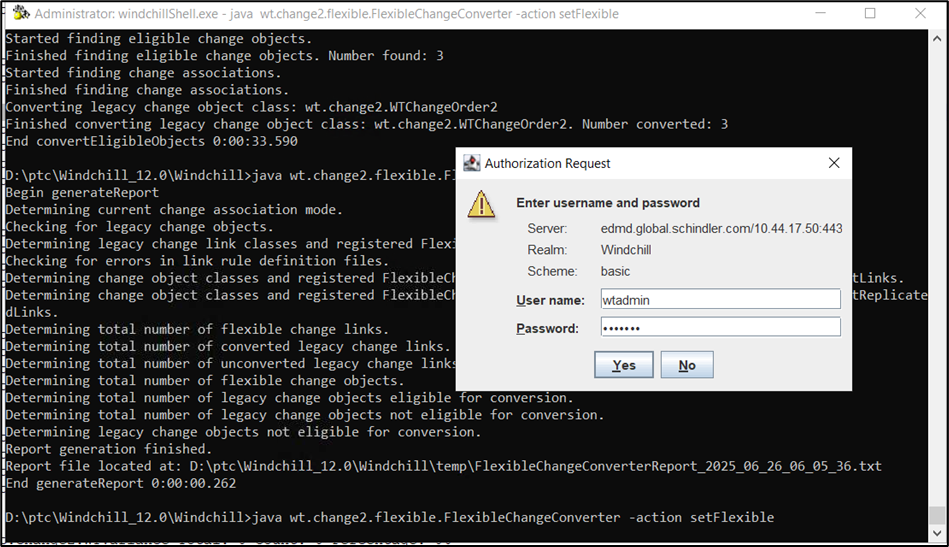 Administrator: windchillShell.exe - java wt.change2.flexible.FlexibleChangeConverter -action setFlexible
Started finding eligible change objects.
Finished finding eligible change objects. Number found: 3
Started finding change associations.
Finished finding change associations.
Converting legacy change object class: wt.change2.WTChangeOrder2
Finished converting legacy change object class: wt.change2.WTChangeOrder2. Number converted: 3
End convertEligibleObjects 0:00:33.590
D:\ptc\Windchill_12.0\Windchill>java wt.change2.flexible.Fl
Begin generateReport
Determining current change association mode.
Checking for legacy change objects.
Determining legacy change link classes and registered Flexi
Checking for errors in link rule definition files.
Determining change object classes and registered FlexibleCh
tLinks.
Determining change object classes and registered FlexibleCh
tReplicate
dLinks.
Determining total number of flexible change links.
Determining total number of converted legacy change links.
Determining total number of unconverted legacy change links
Determining total number of flexible change objects.
Determining total number of legacy change objects eligible for conversion.
Determining total number of legacy change objects not eligible for conversion.
Determining legacy change objects not eligible for conversion.
Report generation finished.
Report file located at: D:\ptc\Windchill_12.0\Windchill\temp\FlexibleChangeConverterReport_2025_06_26_06_05_36.txt
End generateReport 0:00:00.262
D:\ptc\Windchill_12.0\Windchill>java wt.change2.flexible.FlexibleChangeConverter -action setFlexible
Authorization Request
Enter username and password
Server: edmd.global.schindler.com/10.44.17.50:443
Realm: Windchill
Scheme: basic
User name: wtadmin
Password: •••••••
Yes No